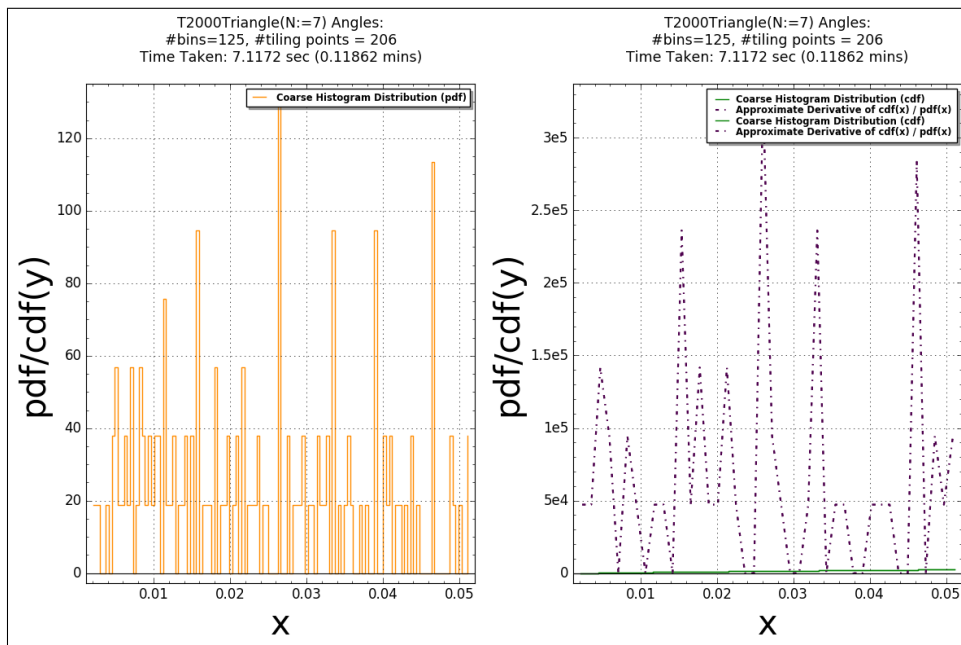 T2000Triangle(N:=7) Angles:
#bins=125, #tiling points = 206
Time Taken: 7.1172 sec (0.11862 mins)
Coarse Histogram Distribution (pdf)
pdf/cdf(y)
120
100
80
60
40
20
0
0.01
0.02
0.03
0.04
0.05
x
T2000Triangle(N:=7) Angles:
#bins=125, #tiling points = 206
Time Taken: 7.1172 sec (0.11862 mins)
Coarse Histogram Distribution (cdf)
Approximate Derivative of cdf(x) / pdf(x)
Coarse Histogram Distribution (cdf)
Approximate Derivative of cdf(x) / pdf(x)
pdf/cdf(y)
3e5
2.5e5
2e5
1.5e5
1e5
5e4
0
0.01
0.02
0.03
0.04
0.05
x